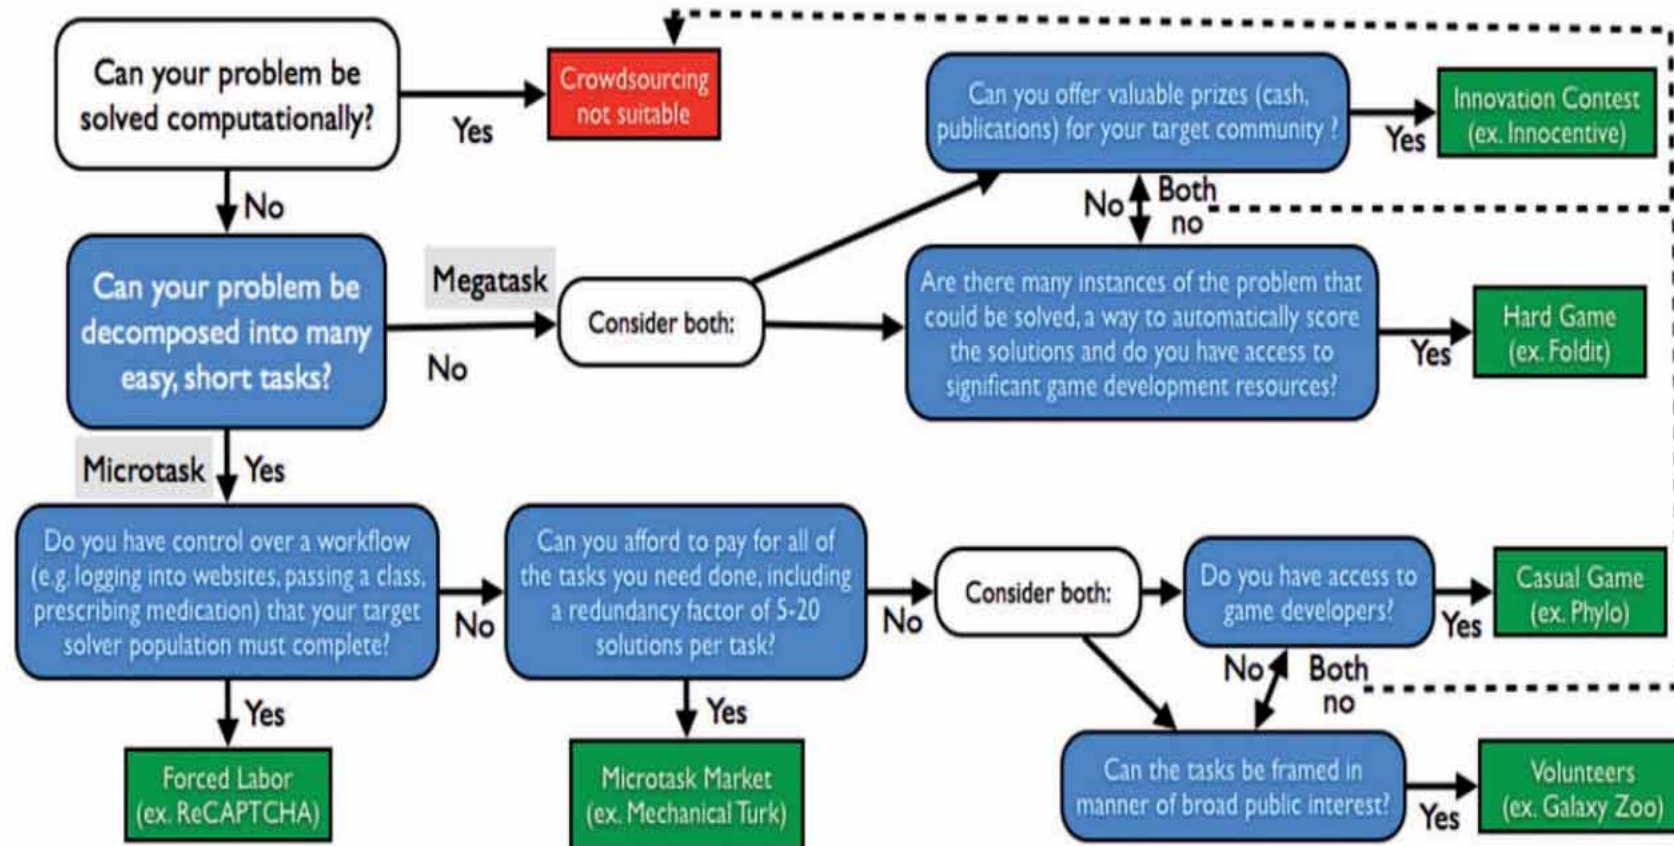 Can your problem be
solved computationally?
Yes
Crowdsourcing
not suitable
No
Can your problem be
decomposed into many
easy, short tasks?
Megatask
No
Consider both:
Can you offer valuable prizes (cash,
publications) for your target community ?
Yes
Innovation Contest
(ex. Innocentive)
No
Both
no
Are there many instances of the problem that
could be solved, a way to automatically score
the solutions and do you have access to
significant game development resources?
Yes
Hard Game
(ex. Foldit)
Microtask
Yes
Do you have control over a workflow
(e.g. logging into websites, passing a class,
prescribing medication) that your target
solver population must complete?
No
Yes
Forced Labor
(ex. ReCAPTCHA)
Can you afford to pay for all of
the tasks you need done, including
a redundancy factor of 5-20
solutions per task?
No
Yes
Microtask Market
(ex. Mechanical Turk)
Consider both:
Do you have access to
game developers?
Yes
Casual Game
(ex. Phylo)
No
Both
no
Can the tasks be framed in
manner of broad public interest?
Yes
Volunteers
(ex. Galaxy Zoo)